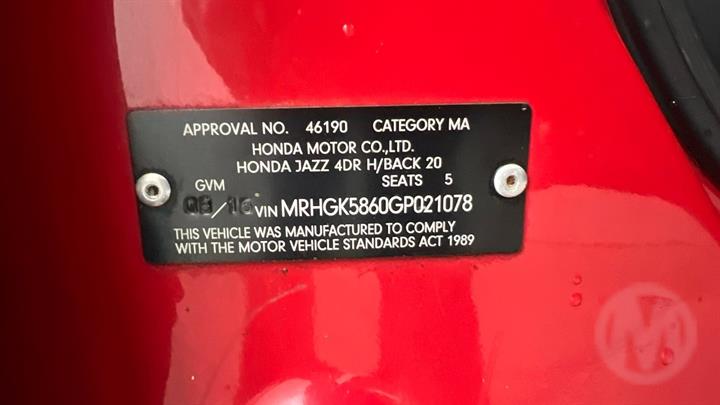 APPROVAL NO. 46190 CATEGORY MA
HONDA MOTOR CO.,LTD.
HONDA JAZZ 4DR H/BACK 20
GVM SEATS 5
08/16 VIN MRHGK5860GP021078
THIS VEHICLE WAS MANUFACTURED TO COMPLY
WITH THE MOTOR VEHICLE STANDARDS ACT 1989
M